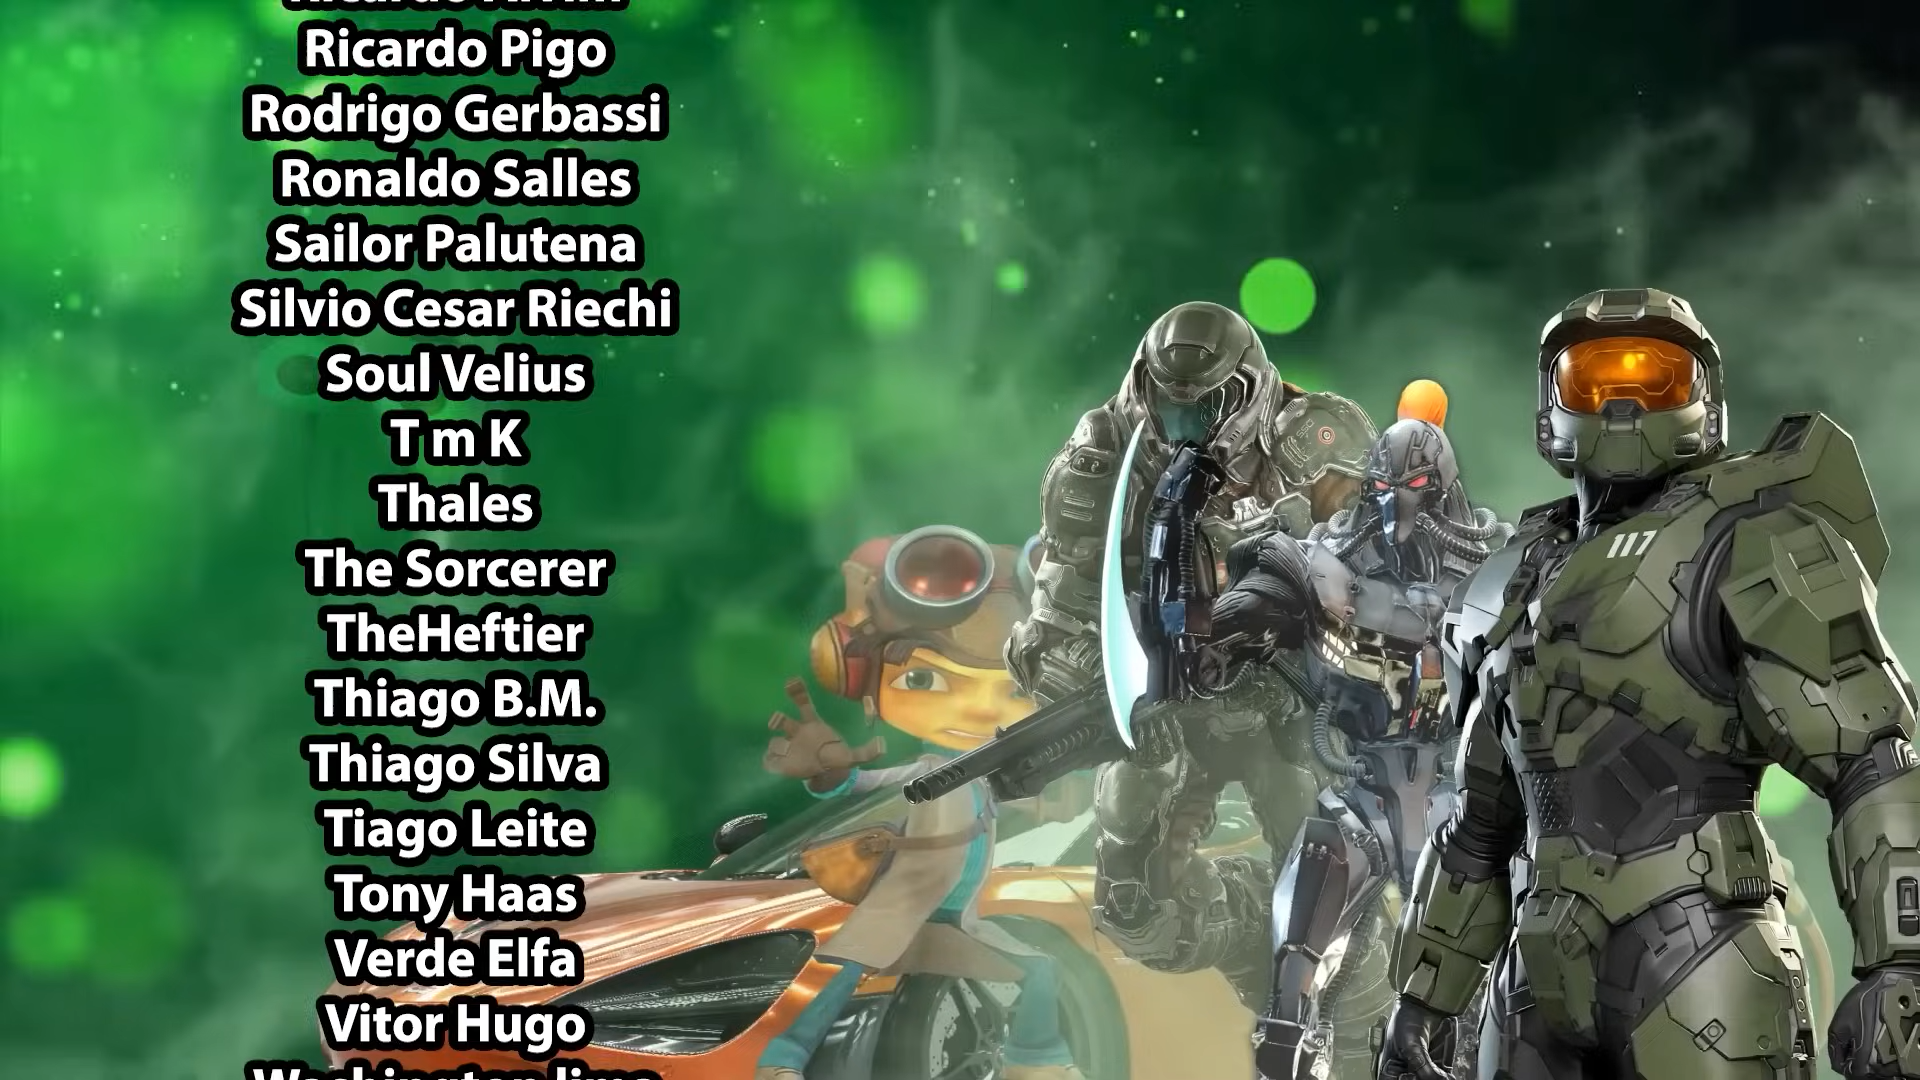 Ricardo Pigo
Rodrigo Gerbassi
Ronaldo Salles
Sailor Palutena
Silvio Cesar Riechi
Soul Velius
T m K
Thales
The Sorcerer
TheHeftier
Thiago B.M.
Thiago Silva
Tiago Leite
Tony Haas
Verde Elfa
Vitor Hugo
117